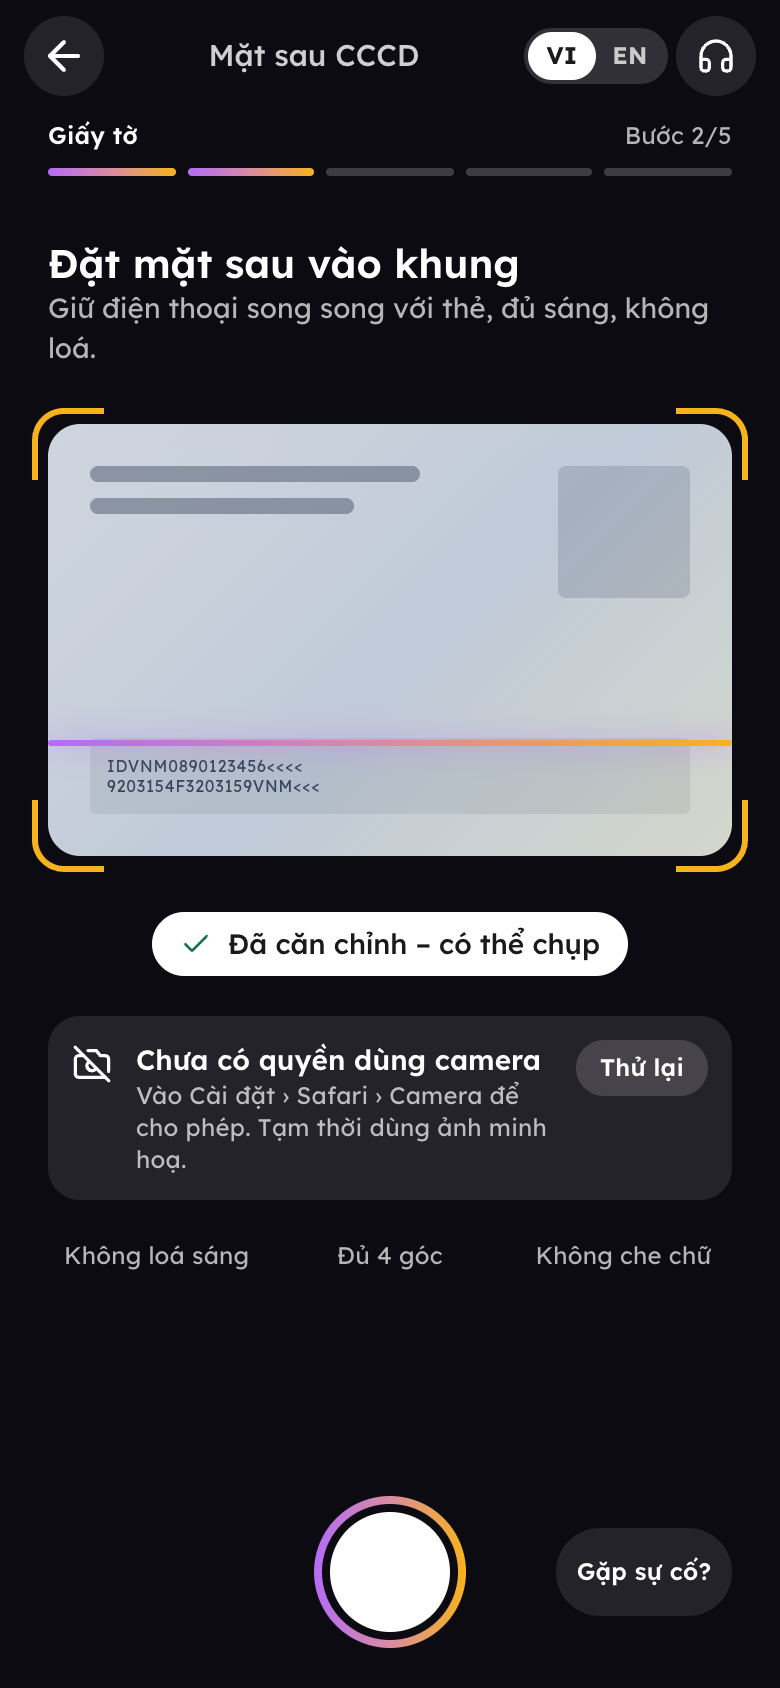 Mặt sau CCCD
VI EN
Giấy tờ
Bước 2/5
Đặt mặt sau vào khung
Giữ điện thoại song song với thẻ, đủ sáng, không
loá.
IDVNM0890123456<<<<
9203154F3203159VNM<<<
Đã căn chỉnh – có thể chụp
Chưa có quyền dùng camera
Thử lại
Vào Cài đặt › Safari › Camera để
cho phép. Tạm thời dùng ảnh minh
hoạ.
Không loá sáng
Đủ 4 góc
Không che chữ
Gặp sự cố?